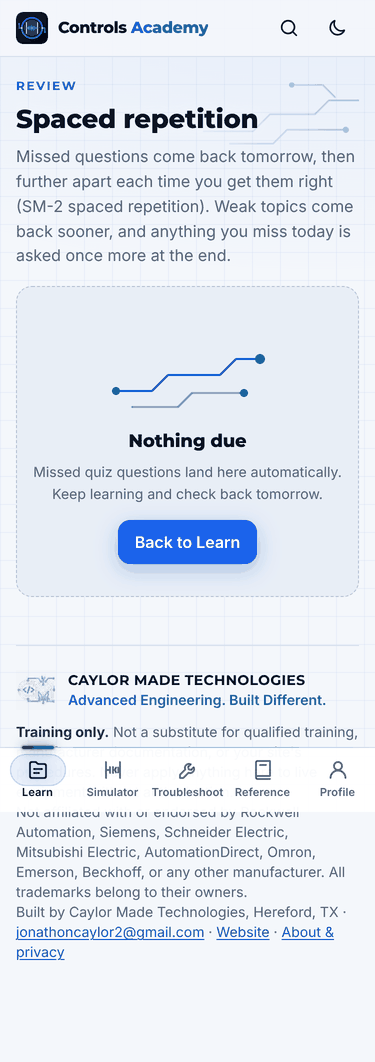 Controls Academy
REVIEW
Spaced repetition
Missed questions come back tomorrow, then
further apart each time you get them right
(SM-2 spaced repetition). Weak topics come
back sooner, and anything you miss today is
asked once more at the end.
Nothing due
Missed quiz questions land here automatically.
Keep learning and check back tomorrow.
Back to Learn
CAYLOR MADE TECHNOLOGIES
Advanced Engineering. Built Different.
Training only. Not a substitute for qualified training,
Learn
Simulator
Troubleshoot
Reference
Profile
Not affiliated with or endorsed by Rockwell
Automation, Siemens, Schneider Electric,
Mitsubishi Electric, AutomationDirect, Omron,
Emerson, Beckhoff, or any other manufacturer. All
trademarks belong to their owners.
Built by Caylor Made Technologies, Hereford, TX ·
jonathoncaylor2@gmail.com · Website · About &
privacy